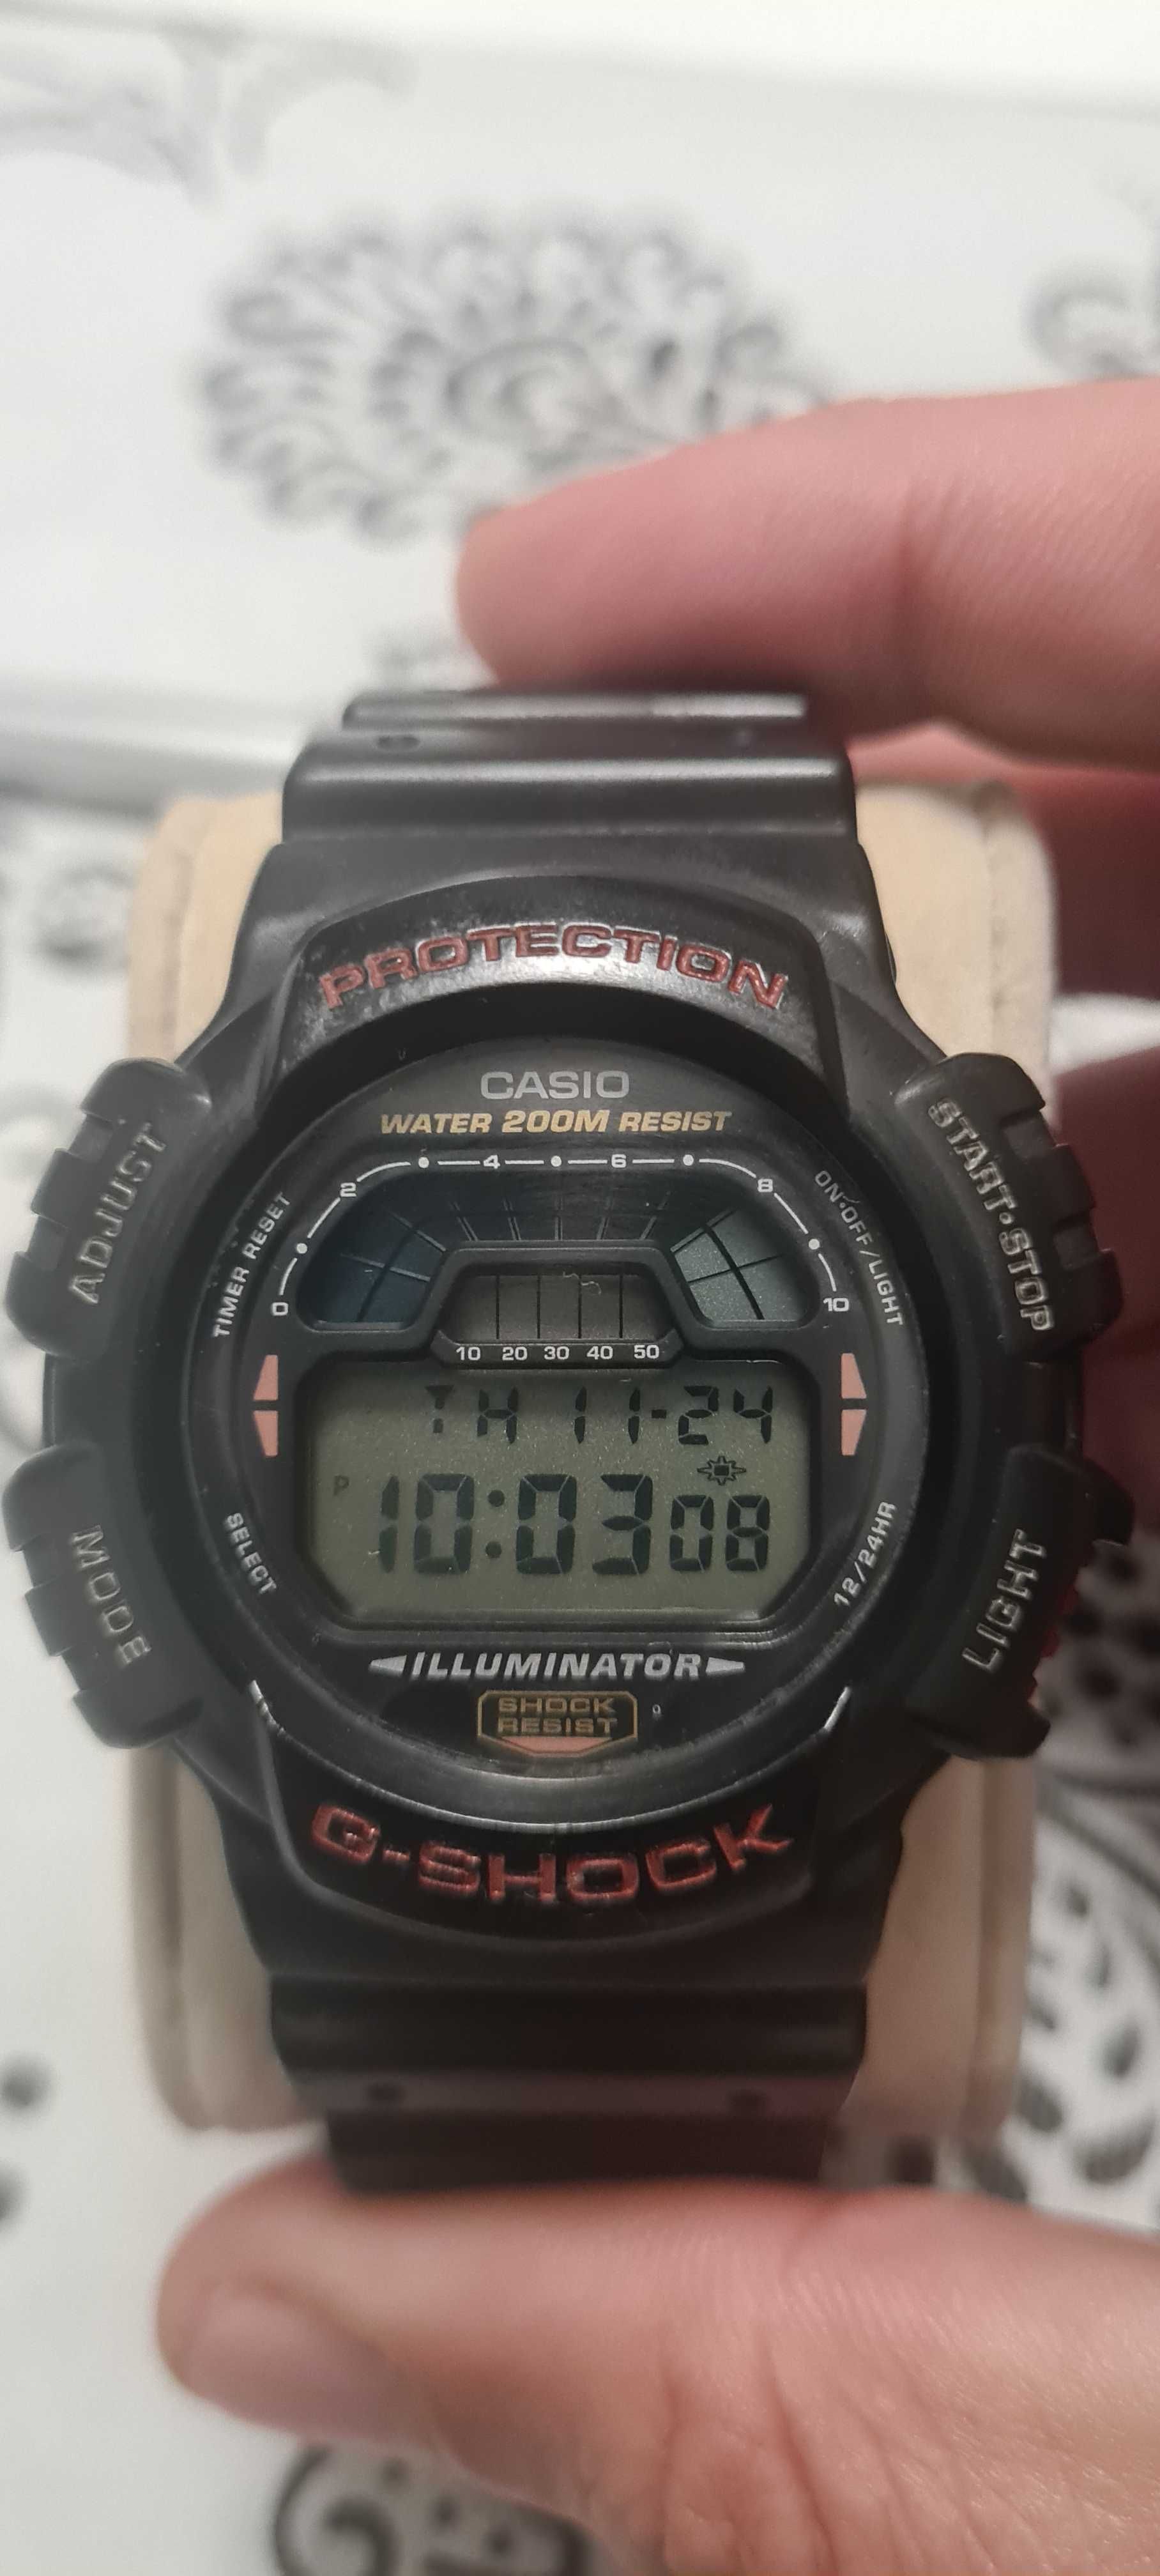 PROTECTION
CASIO
WATER 200M RESIST
ADJUST
START·STOP
TIMER RESET
ON·OFF/LIGHT
0 2 4 6 8 10
10 20 30 40 50
TH 11-24
P 10:03 08
MODE
SELECT
12/24HR
LIGHT
ILLUMINATOR
SHOCK
RESIST
G-SHOCK